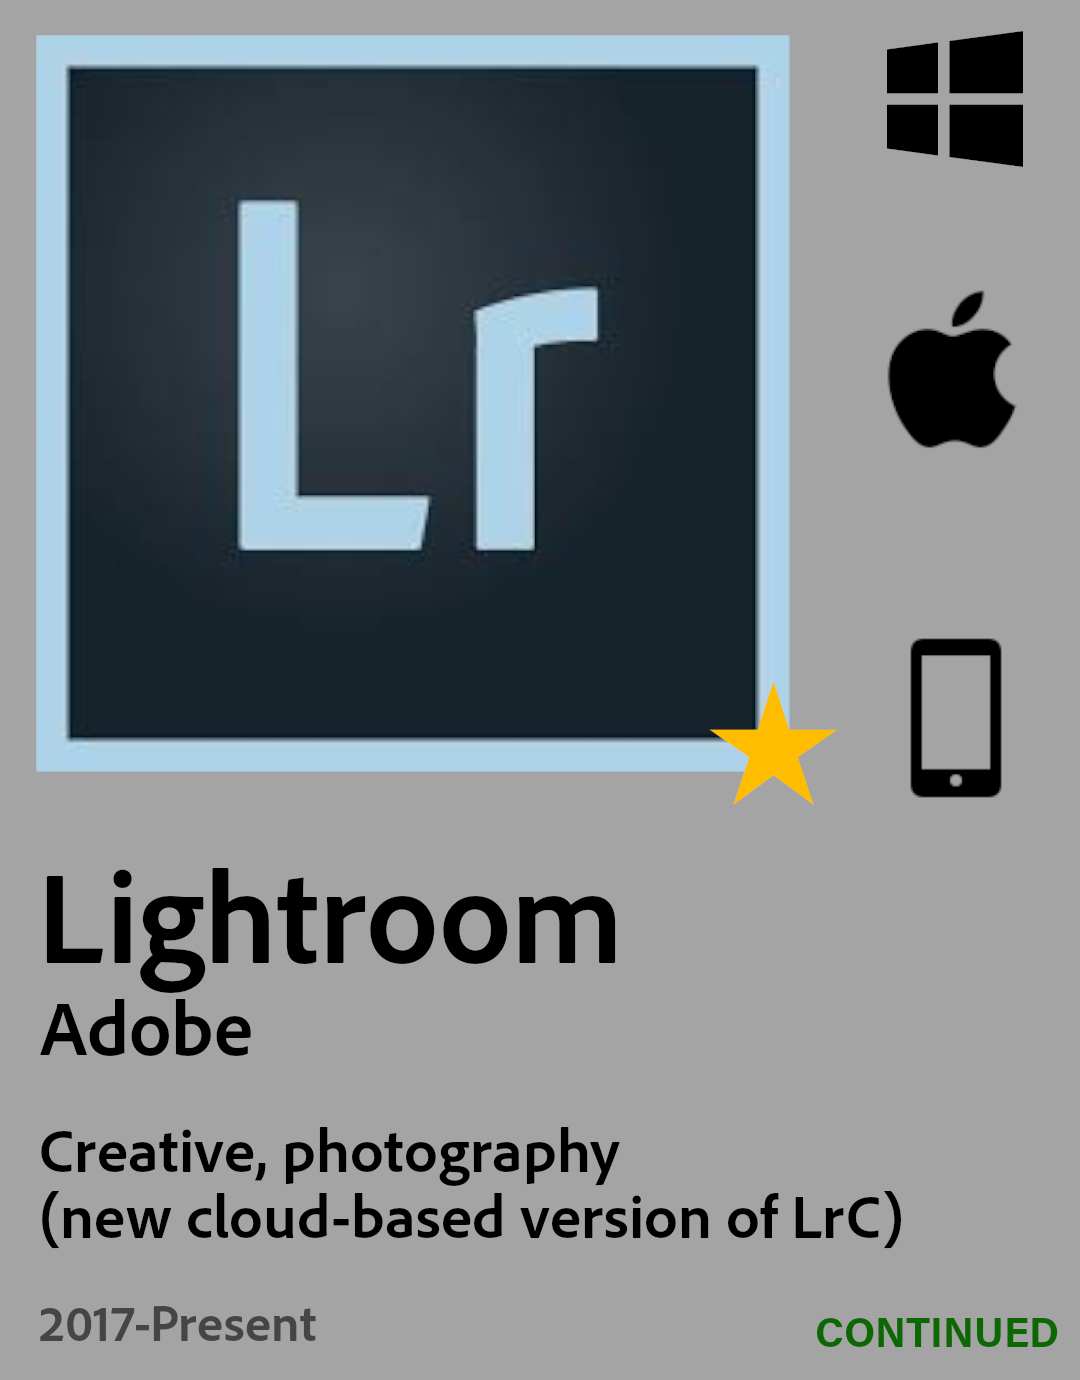 Lr
Lightroom
Adobe
Creative, photography
(new cloud-based version of LrC)
2017-Present
CONTINUED